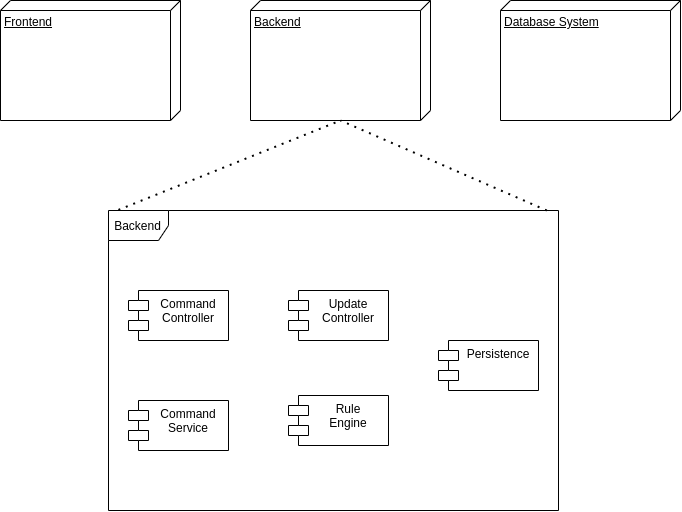 Frontend
Backend
Database System
Backend
Command
Controller
Update
Controller
Persistence
Command
Service
Rule
Engine